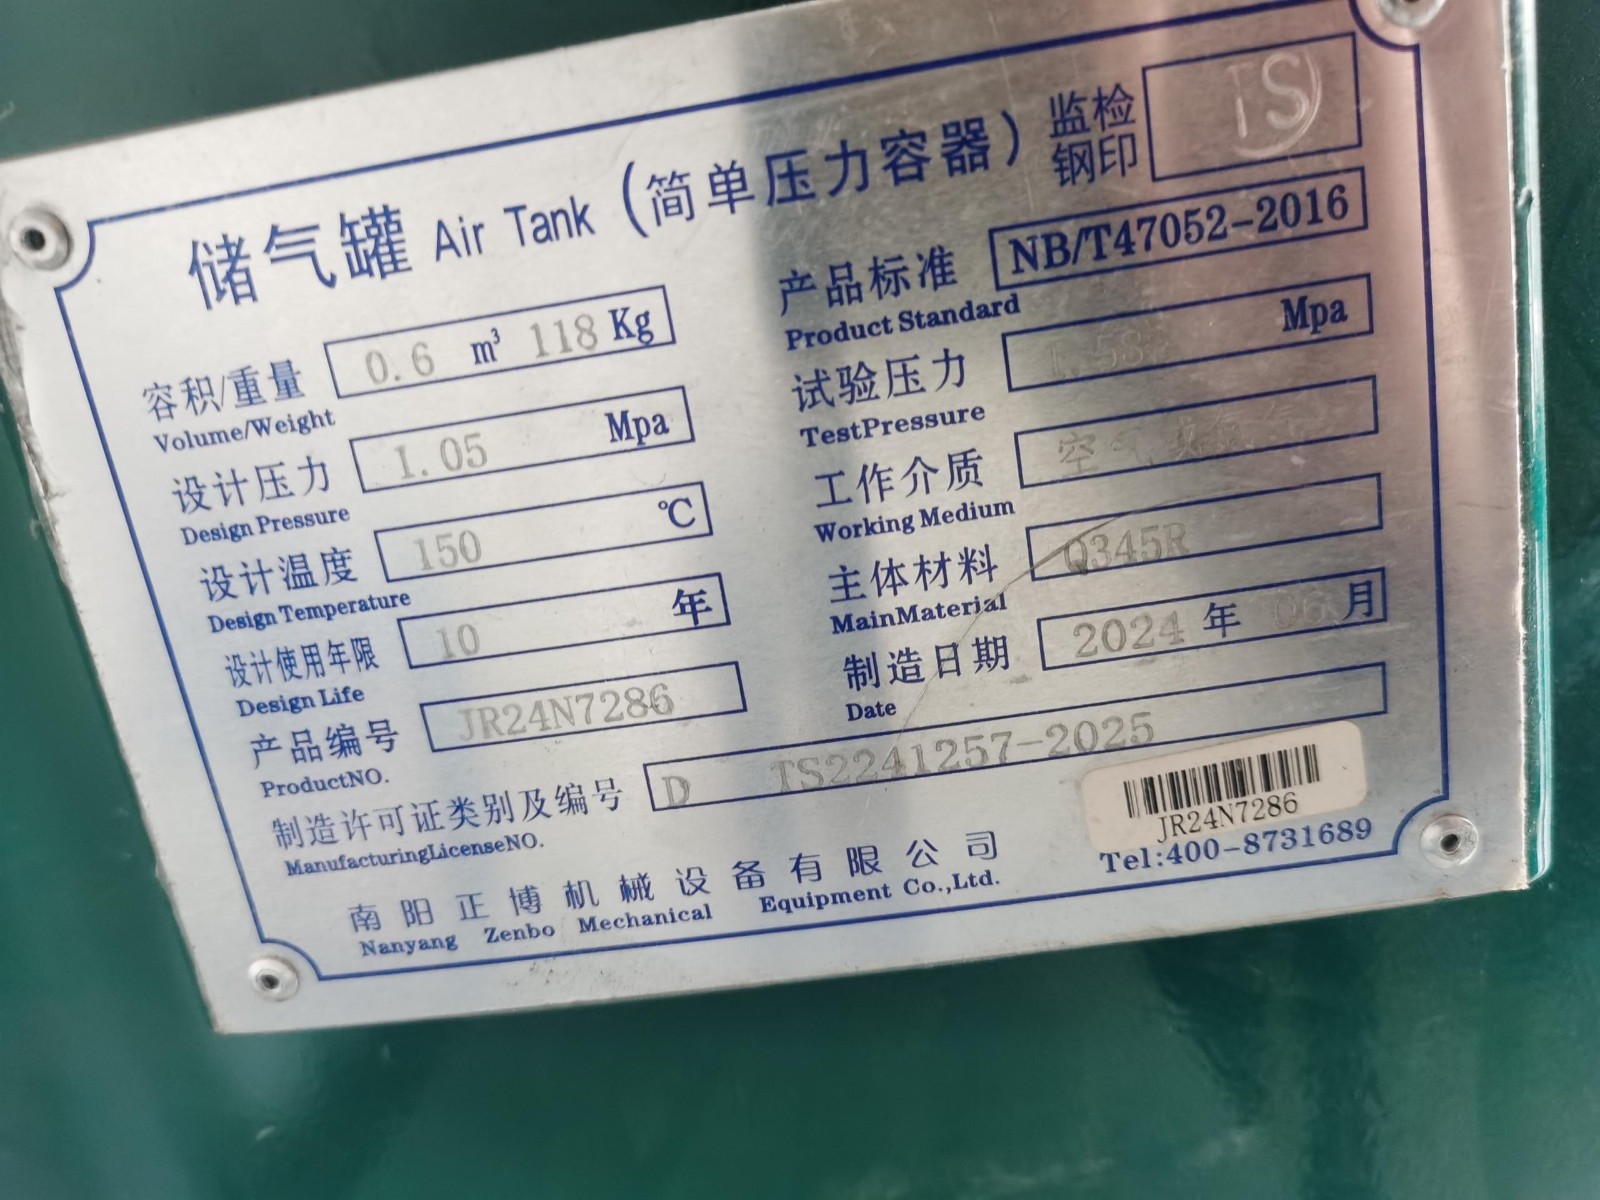 储气罐 Air Tank（简单压力容器）
监检钢印 TS
容积/重量 0.6 m³ 118 Kg
Volume/Weight
产品标准 NB/T47052-2016
Product Standard
设计压力 1.05 Mpa
Design Pressure
试验压力 1.58 Mpa
TestPressure
设计温度 150 ℃
Design Temperature
工作介质 空气
Working Medium
设计使用年限 10 年
Design Life
主体材料 Q345R
MainMaterial
产品编号 JR24N7286
ProductNO.
制造日期 2024 年 06 月
Date
制造许可证类别及编号 D TS2241257-2025
ManufacturingLicenseNO.
JR24N7286
南阳正博机械设备有限公司
Nanyang Zenbo Mechanical Equipment Co.,Ltd.
Tel:400-8731689